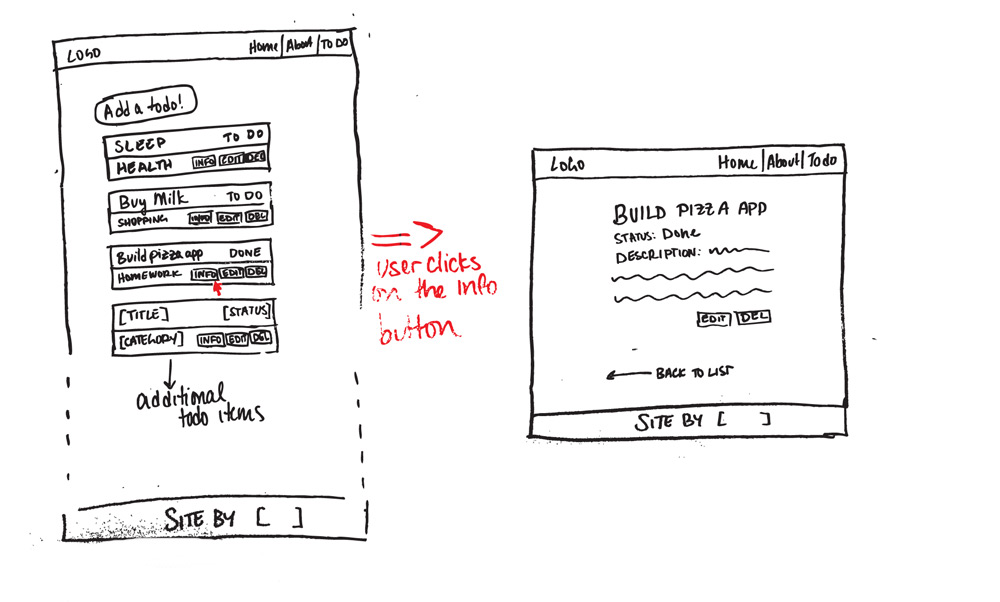 LOGO Home | About | TO DO
Add a todo!
SLEEP TO DO
HEALTH INFO EDIT DEL
Buy Milk TO DO
SHOPPING INFO EDIT DEL
Build pizza app DONE
HOMEWORK INFO EDIT DEL
[TITLE] [STATUS]
[CATEGORY] INFO EDIT DEL
additional
todo items
SITE BY [ ]
user clicks
on the Info
button
LOGO Home | About | Todo
BUILD PIZZA APP
STATUS: Done
DESCRIPTION:
EDIT DEL
BACK TO LIST
SITE BY [ ]